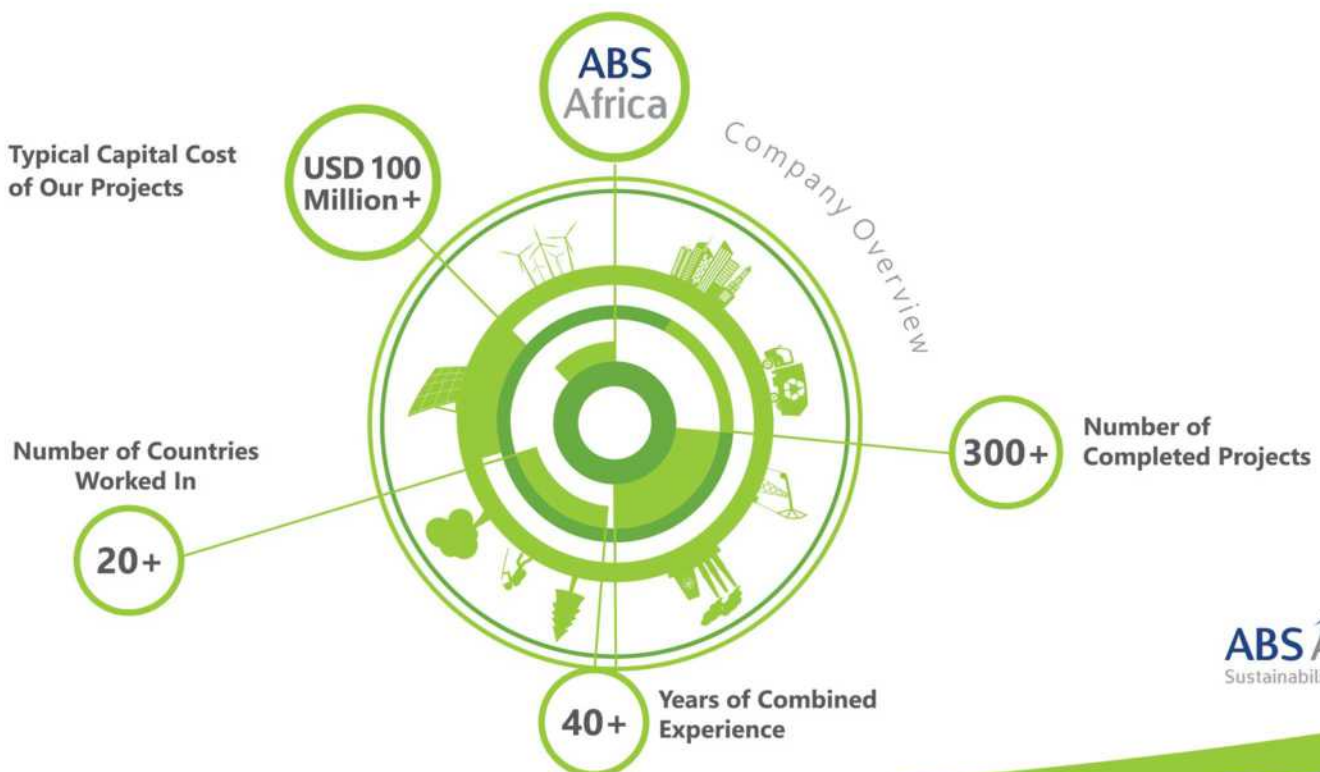 ABS
Africa
Company Overview
Typical Capital Cost
of Our Projects
USD 100
Million+
300+
Number of
Completed Projects
Number of Countries
Worked In
20+
40+
Years of Combined
Experience
ABS